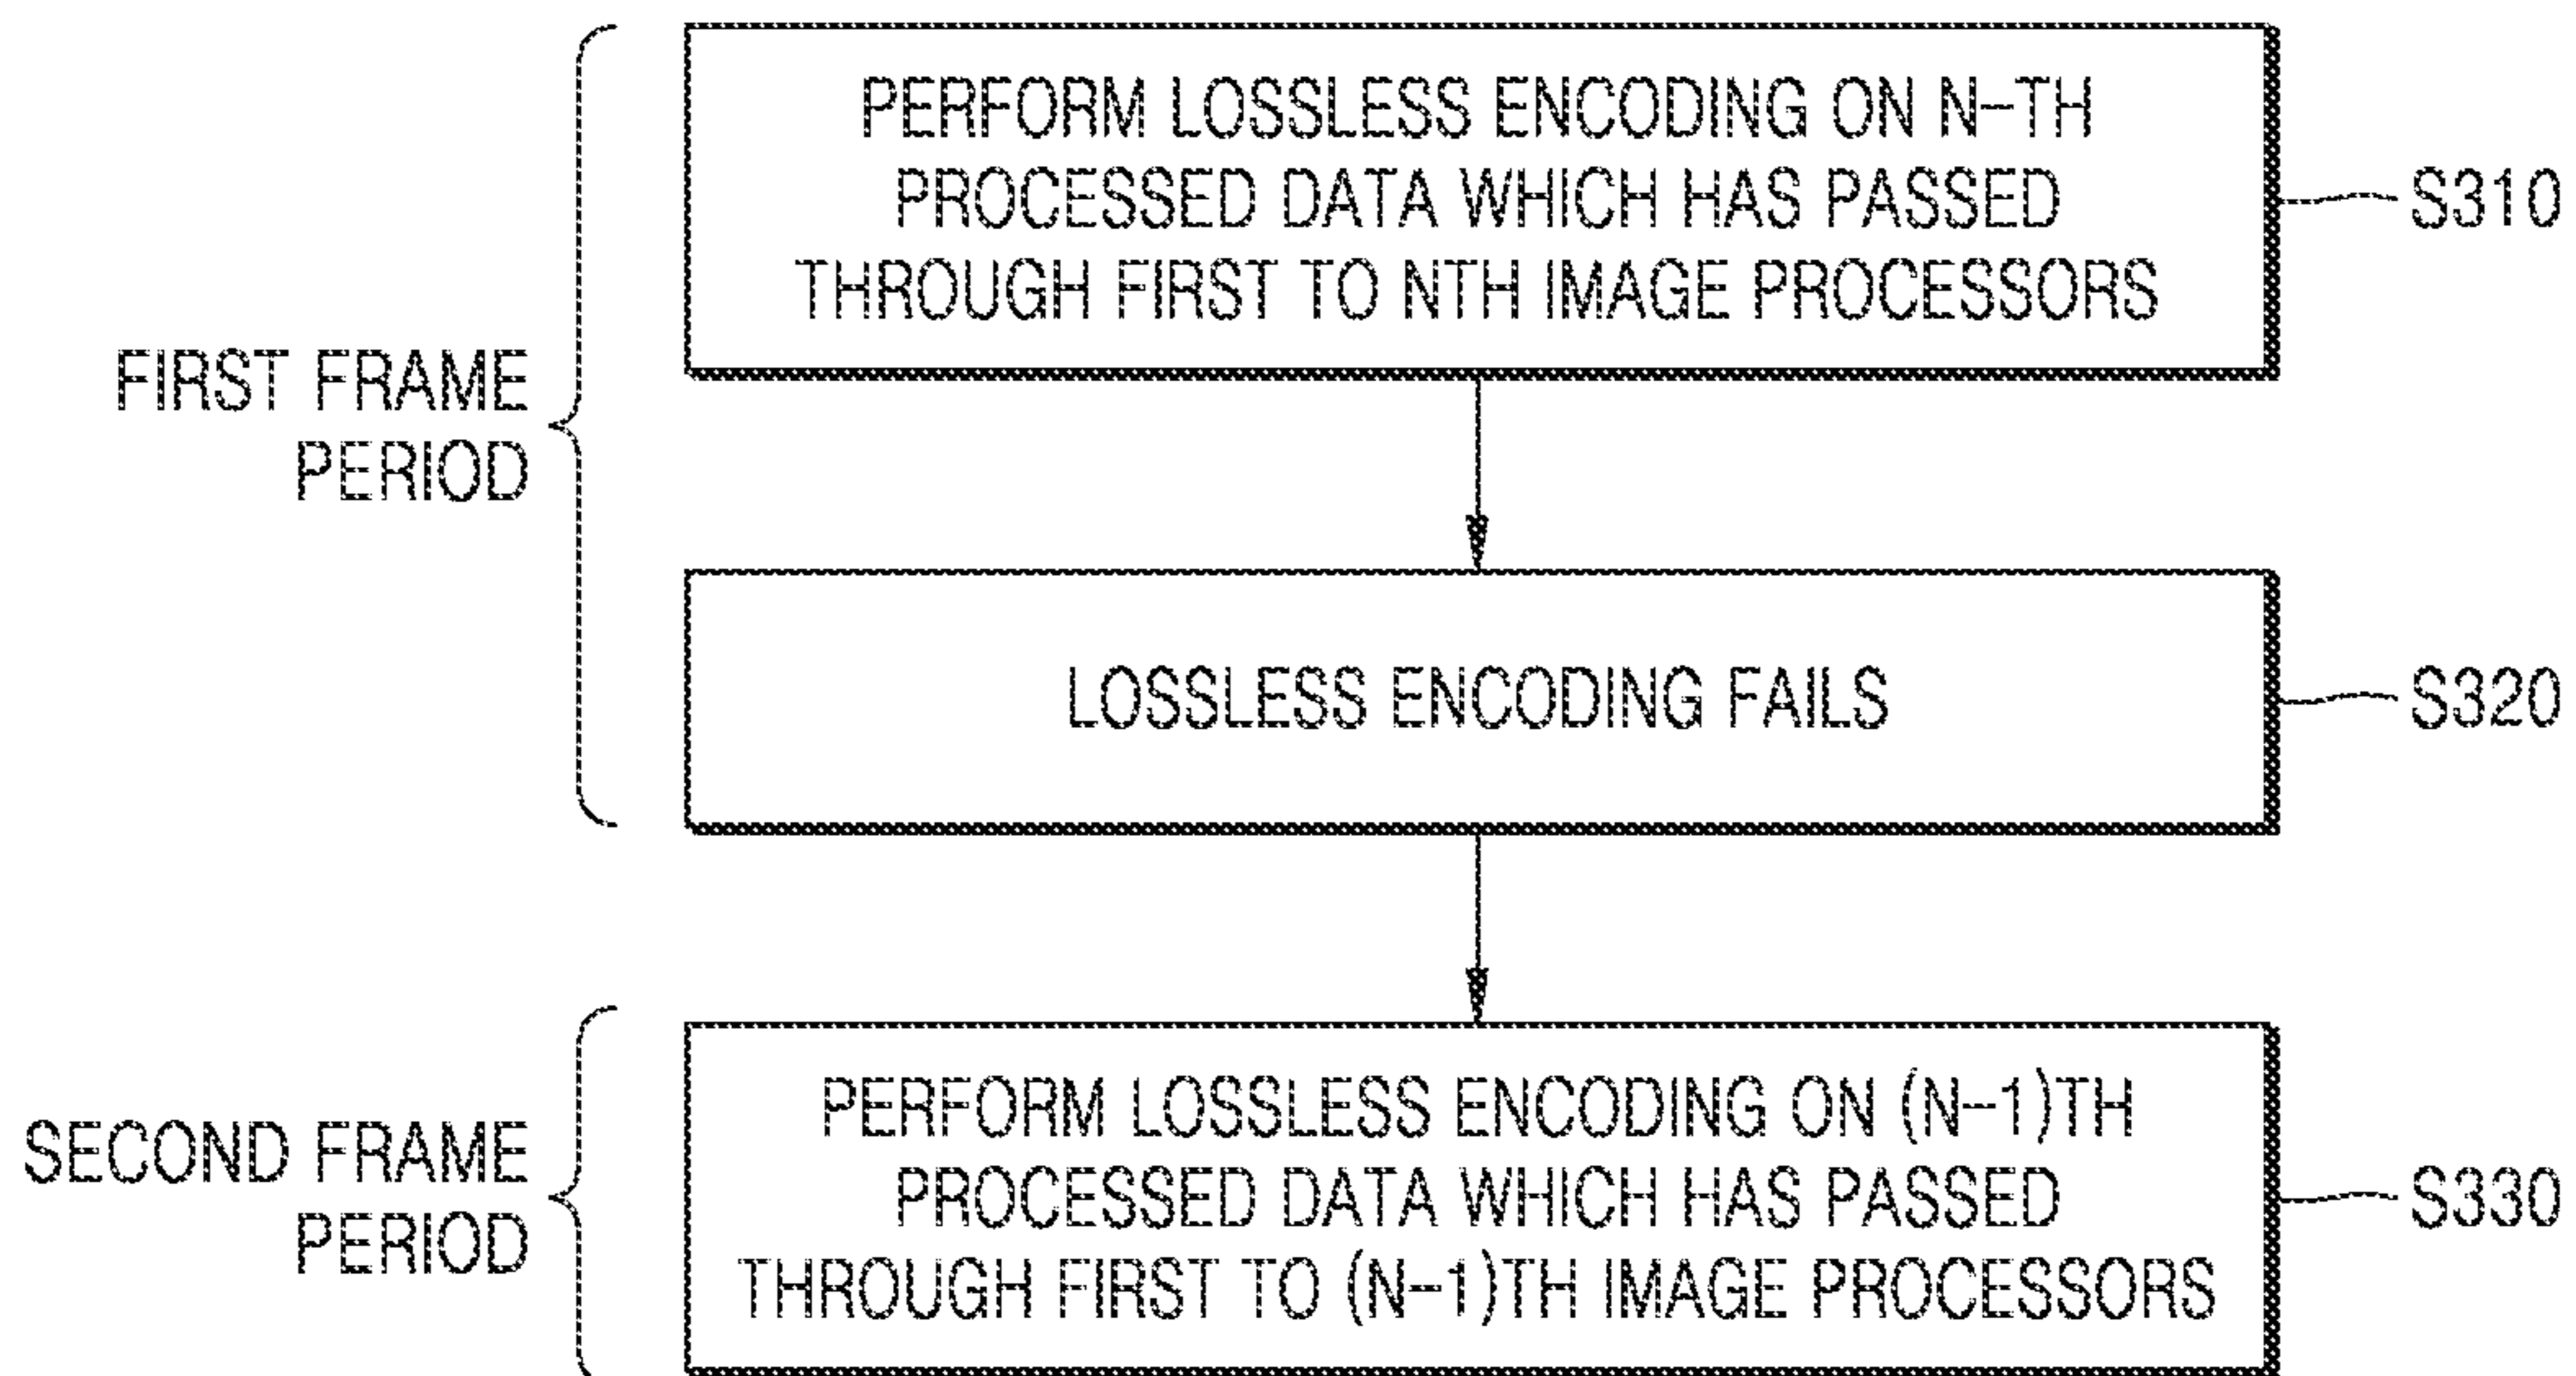 PERFORM LOSSLESS ENCODING ON N-TH
PROCESSED DATA WHICH HAS PASSED
THROUGH FIRST TO NTH IMAGE PROCESSORS
S310
FIRST FRAME
PERIOD
LOSSLESS ENCODING FAILS
S320
PERFORM LOSSLESS ENCODING ON (N-1)TH
PROCESSED DATA WHICH HAS PASSED
THROUGH FIRST TO (N-1)TH IMAGE PROCESSORS
S330
SECOND FRAME
PERIOD